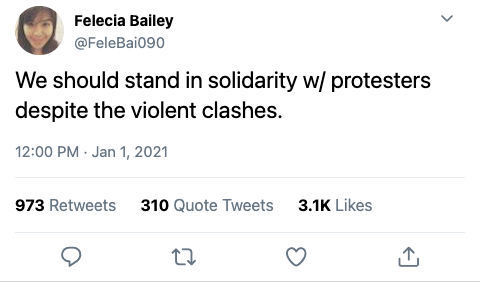 Felecia Bailey
@FeleBai090
We should stand in solidarity w/ protesters
despite the violent clashes.
12:00 PM · Jan 1, 2021
973 Retweets 310 Quote Tweets 3.1K Likes